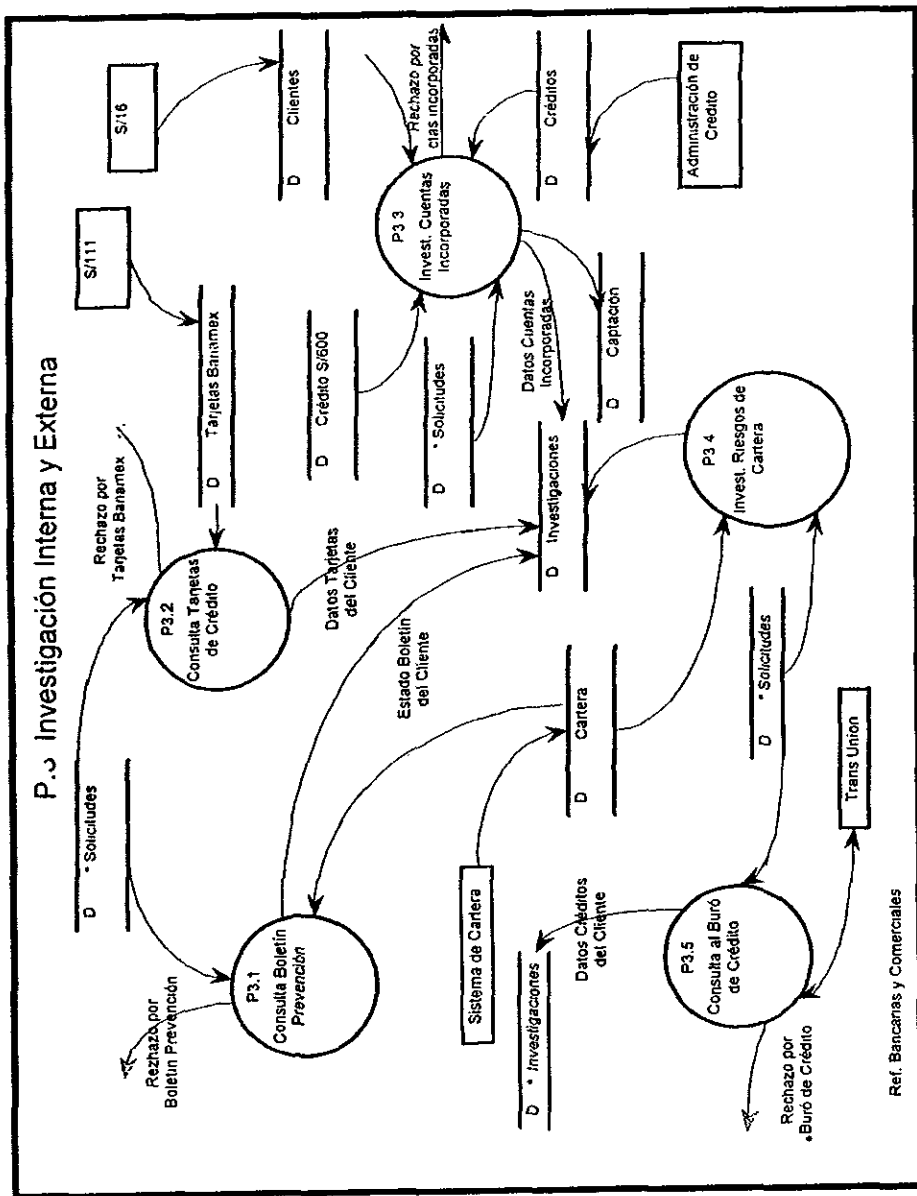 P.3 Investigación Interna y Externa
D * Solicitudes
Rechazo por
Tarjetas Banamex
S/111
S/16
P3.2
Consulta Tarjetas
de Crédito
D Tarjetas Banamex
D Clientes
Rezhazo por
Boletin Prevención
P3.1
Consulta Boletín
Prevención
Datos Tarjetas
del Cliente
Estado Boletin
del Cliente
D Crédito S/600
D * Solicitudes
P3 3
Invest. Cuentas
Incorporadas
Rechazo por
ctas incorporadas
Datos Cuentas
Incorporadas
D Créditos
Administración de
Credito
D Investigaciones
D Captación
Sistema de Cartera
D Cartera
P3 4
Invest. Riesgos de
Cartera
D * Investigaciones
Datos Créditos
del Cliente
D * Solicitudes
P3.5
Consulta al Buró
de Crédito
Trans Union
Rechazo por
Buró de Crédito
Ref. Bancarias y Comerciales